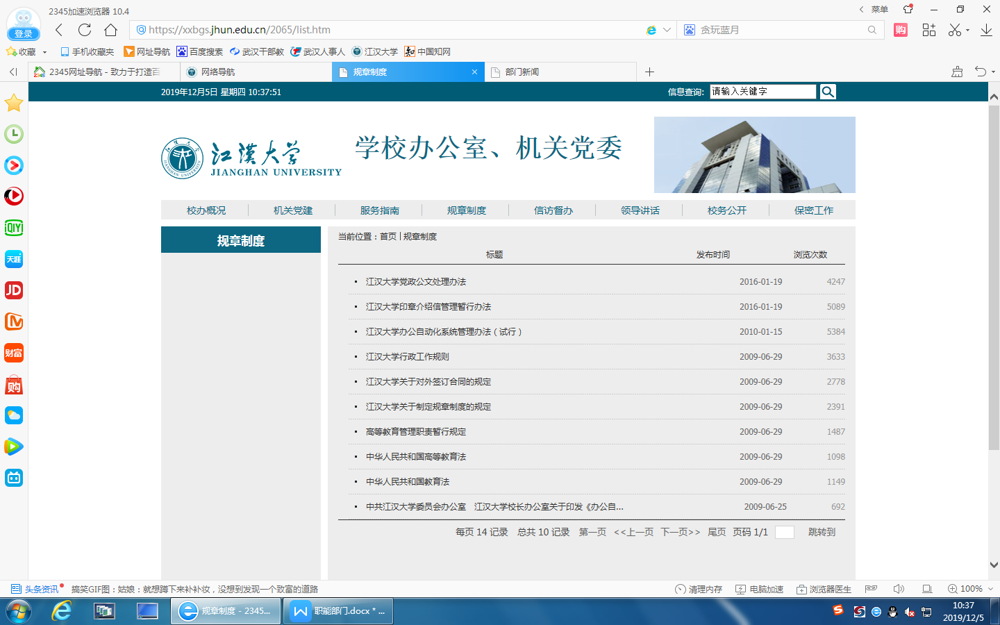 2345加速浏览器 10.4
菜单
登录
https://xxbgs.jhun.edu.cn/2065/list.htm
贪玩蓝月
购
收藏 手机收藏夹 网址导航 百度搜索 武汉干部教 武汉人事人 江汉大学 中国知网
2345网址导航 - 致力于打造百 网络导航 规章制度 部门新闻
2019年12月5日 星期四 10:37:51
信息查询: 请输入关键字
江汉大学
JIANGHAN UNIVERSITY
学校办公室、机关党委
校办概况 机关党建 服务指南 规章制度 信访督办 领导讲话 校务公开 保密工作
规章制度
当前位置：首页 | 规章制度
标题 发布时间 浏览次数
江汉大学党政公文处理办法 2016-01-19 4247
江汉大学印章介绍信管理暂行办法 2016-01-19 5089
江汉大学办公自动化系统管理办法（试行） 2010-01-15 5384
江汉大学行政工作规则 2009-06-29 3633
江汉大学关于对外签订合同的规定 2009-06-29 2778
江汉大学关于制定规章制度的规定 2009-06-29 2391
高等教育管理职责暂行规定 2009-06-29 1487
中华人民共和国高等教育法 2009-06-29 1098
中华人民共和国教育法 2009-06-29 1149
中共江汉大学委员会办公室 江汉大学校长办公室关于印发《办公自... 2009-06-25 692
每页 14 记录 总共 10 记录 第一页 <<上一页 下一页>> 尾页 页码 1/1 跳转到
iQIY
天涯
JD
财富
购
头条资讯 搞笑GIF图：姑娘：就想蹲下来补补妆，没想到发现一个致富的道路
清理内存 电脑加速 浏览器医生 100%
规章制度 - 2345...
职能部门.docx * ...
10:37
2019/12/5